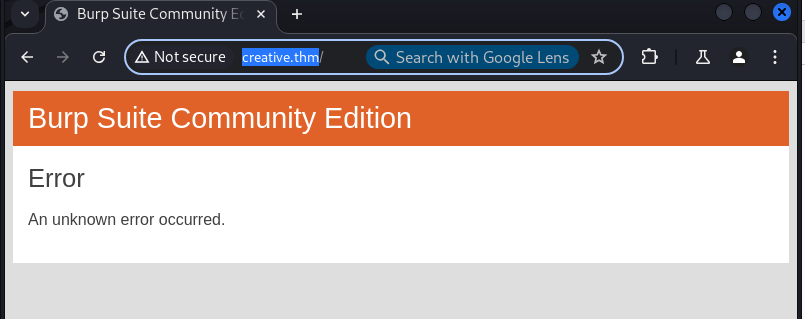 Burp Suite Community Ed
Not secure creative.thm/ Search with Google Lens
Burp Suite Community Edition
Error
An unknown error occurred.